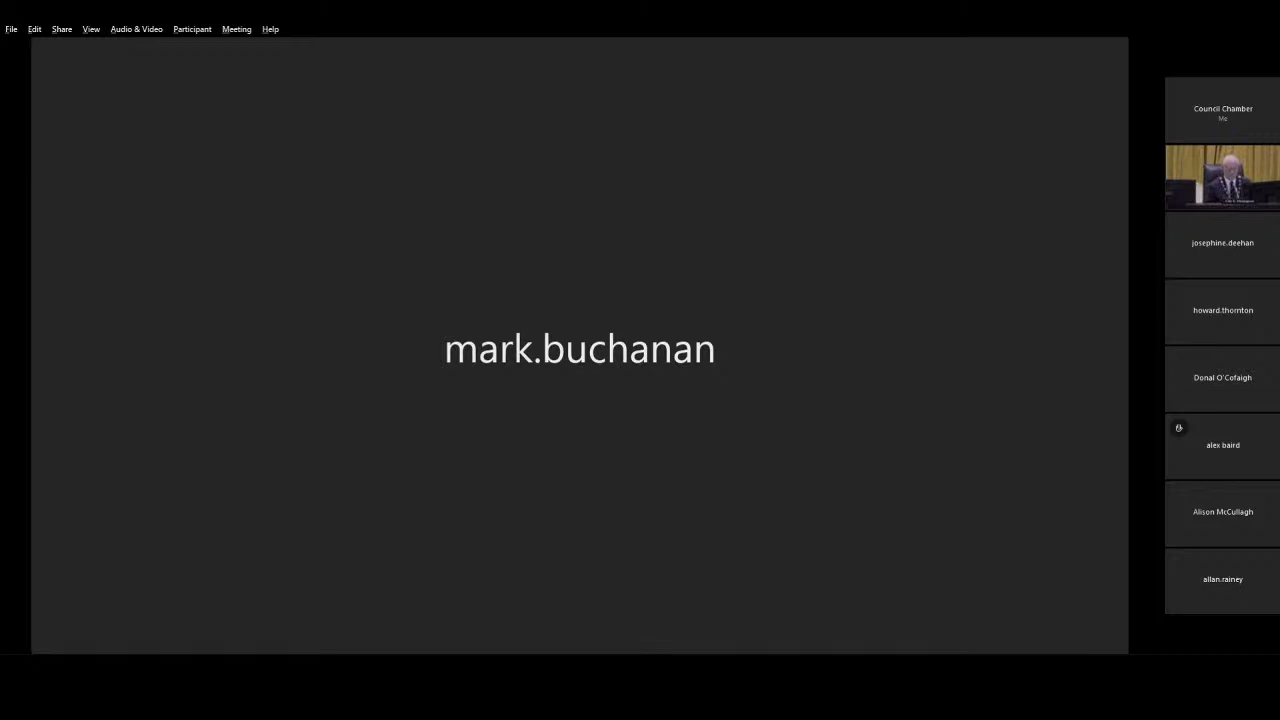 File Edit Share View Audio & Video Participant Meeting Help
Council Chamber
Me
josephine.deehan
howard.thornton
mark.buchanan
Donal O'Cofaigh
alex baird
Alison McCullagh
allan.rainey